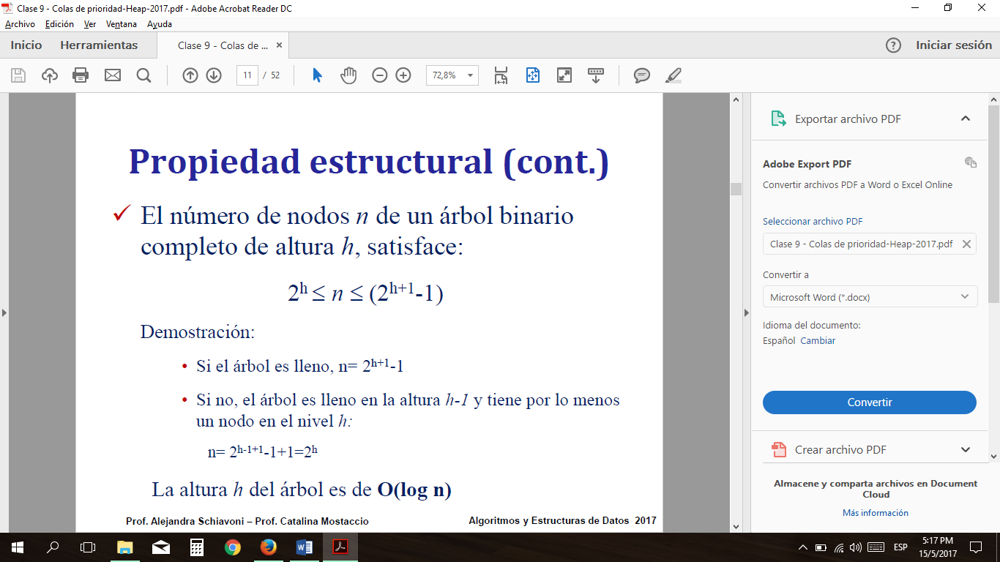 Clase 9 - Colas de prioridad-Heap-2017.pdf - Adobe Acrobat Reader DC
Archivo Edición Ver Ventana Ayuda
Inicio Herramientas Clase 9 - Colas de ... × Iniciar sesión
11 / 52 72,8%
Propiedad estructural (cont.)
✓ El número de nodos n de un árbol binario
completo de altura h, satisface:
2ʰ ≤ n ≤ (2ʰ⁺¹-1)
Demostración:
• Si el árbol es lleno, n= 2ʰ⁺¹-1
• Si no, el árbol es lleno en la altura h-1 y tiene por lo menos
un nodo en el nivel h:
n= 2ʰ⁻¹⁺¹-1+1=2ʰ
La altura h del árbol es de O(log n)
Prof. Alejandra Schiavoni – Prof. Catalina Mostaccio Algoritmos y Estructuras de Datos 2017
Exportar archivo PDF
Adobe Export PDF
Convertir archivos PDF a Word o Excel Online
Seleccionar archivo PDF
Clase 9 - Colas de prioridad-Heap-2017.pdf
Convertir a
Microsoft Word (*.docx)
Idioma del documento:
Español Cambiar
Convertir
Crear archivo PDF
Almacene y comparta archivos en Document
Cloud
Más información
ESP
5:17 PM
15/5/2017